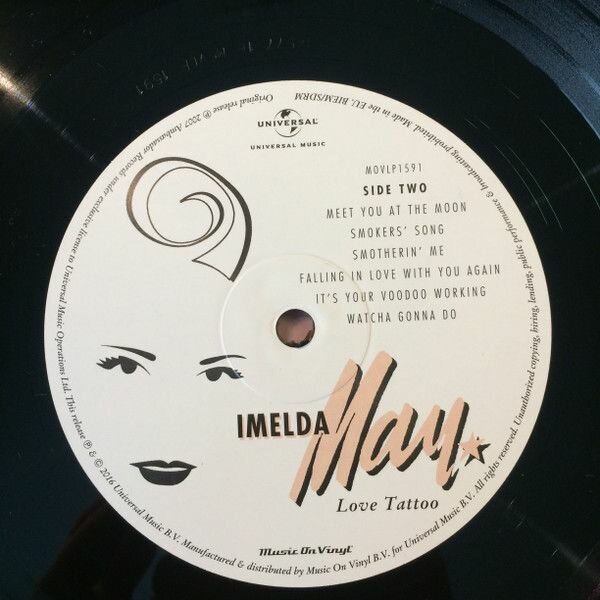 UNIVERSAL
UNIVERSAL MUSIC
MOVLP1591
SIDE TWO
MEET YOU AT THE MOON
SMOKERS' SONG
SMOTHERIN' ME
FALLING IN LOVE WITH YOU AGAIN
IT'S YOUR VOODOO WORKING
WATCHA GONNA DO
IMELDA May
Love Tattoo
Music On Vinyl
Original release ℗ 2007 Ambassador Records under exclusive license to Universal Music Operations Ltd. This release ℗ & © 2016 Universal Music B.V. Manufactured & distributed by Music On Vinyl B.V. for Universal Music B.V. All rights reserved. Unauthorized copying, hiring, lending, public performance & broadcasting prohibited. Made in the EU. BIEM/SDRM